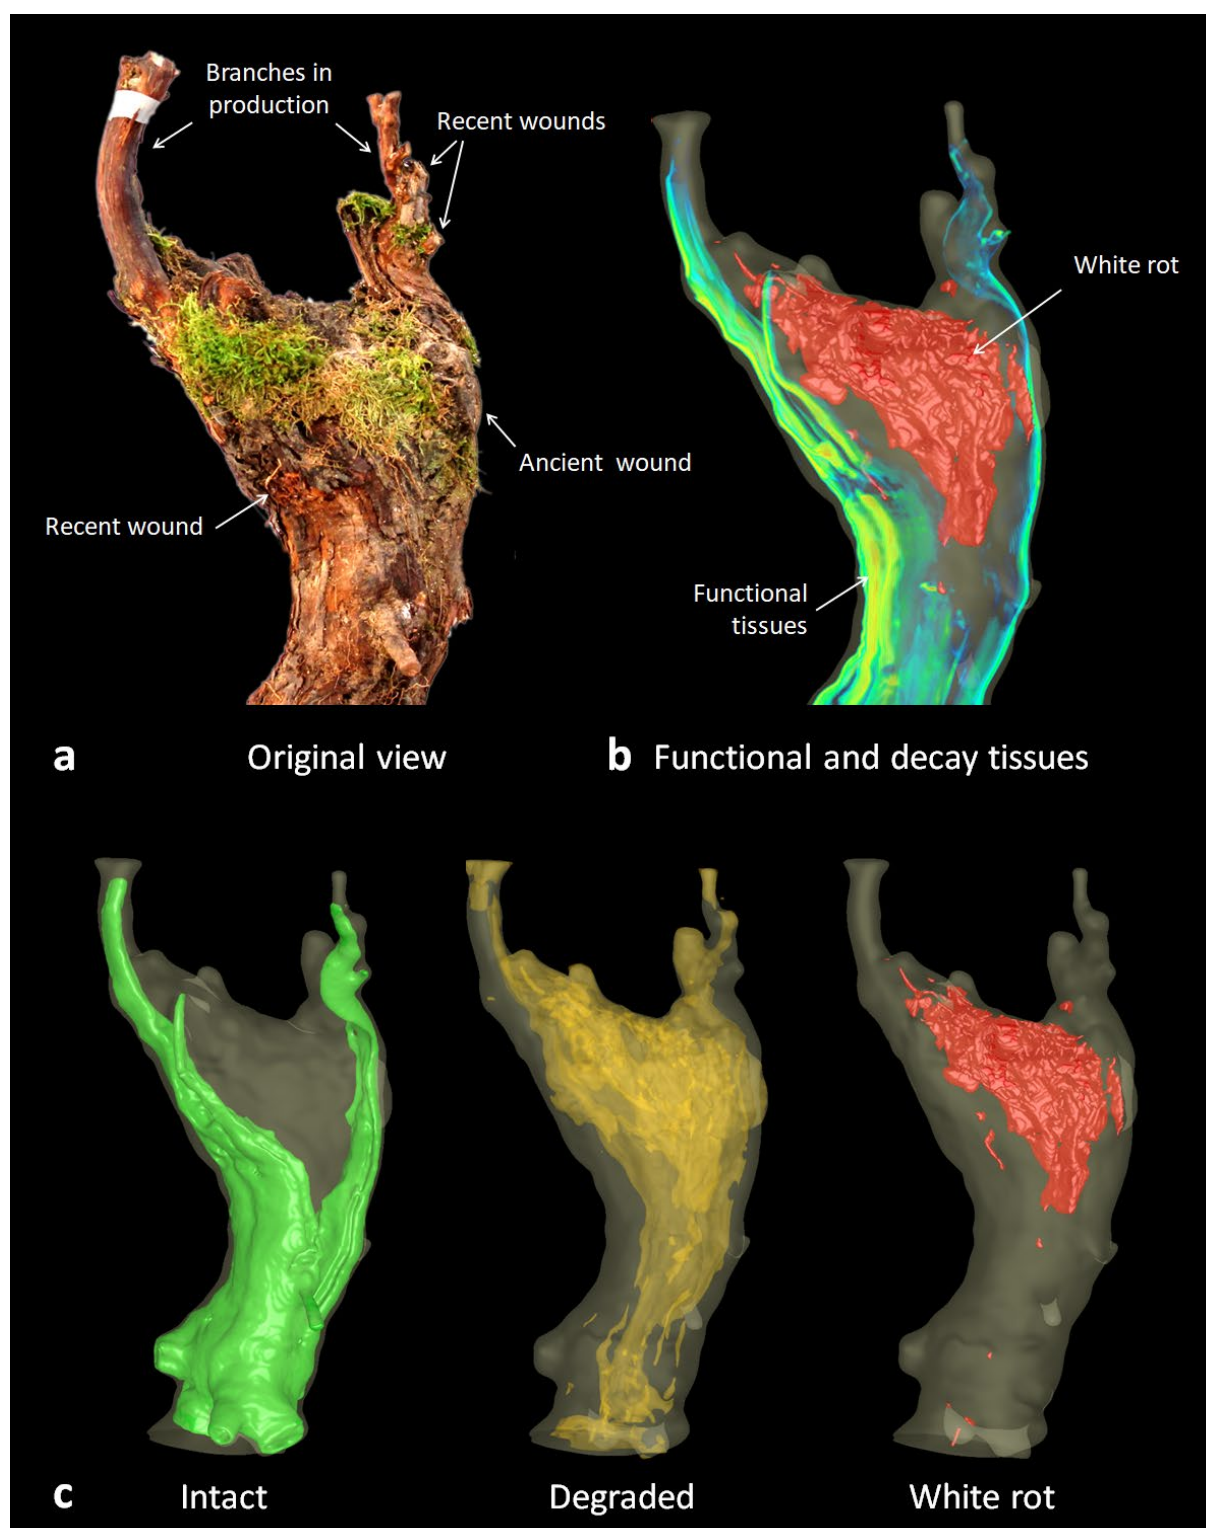 Branches in
production
Recent wounds
Ancient wound
Recent wound
White rot
Functional
tissues
a Original view
b Functional and decay tissues
c Intact Degraded White rot